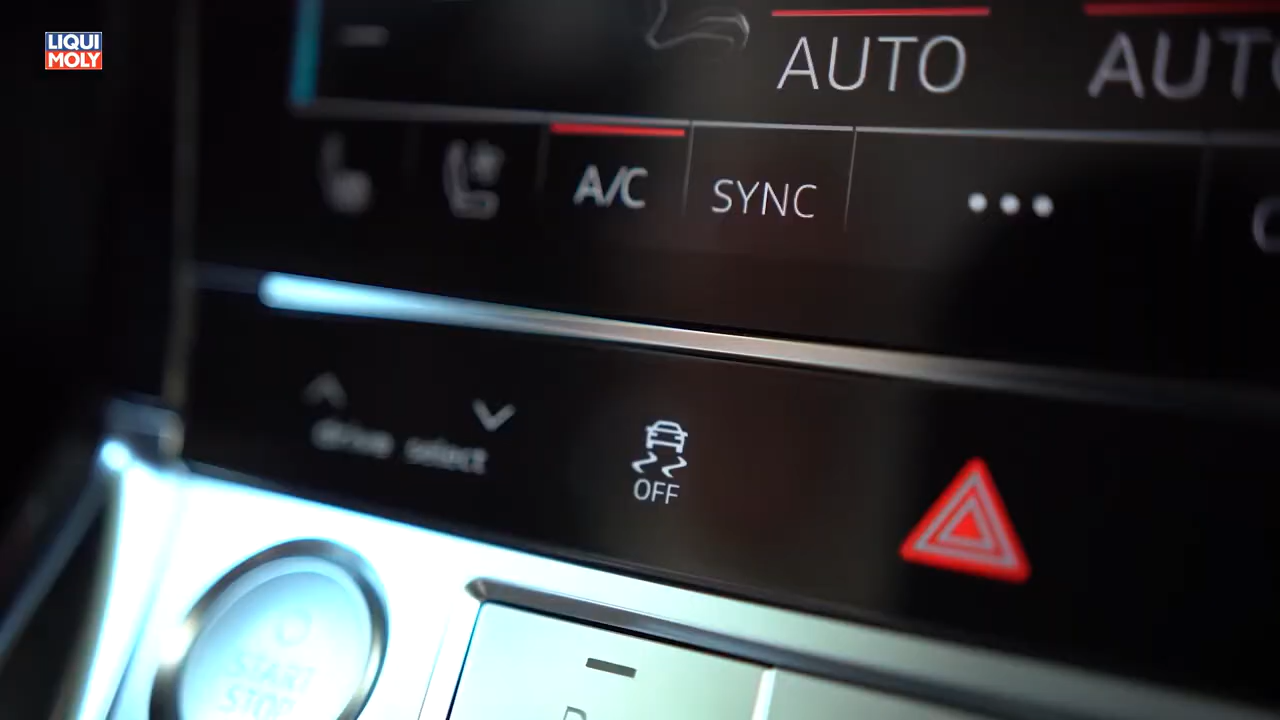 LIQUI
MOLY
AUTO
AUTO
A/C
SYNC
drive select
OFF
START
STOP